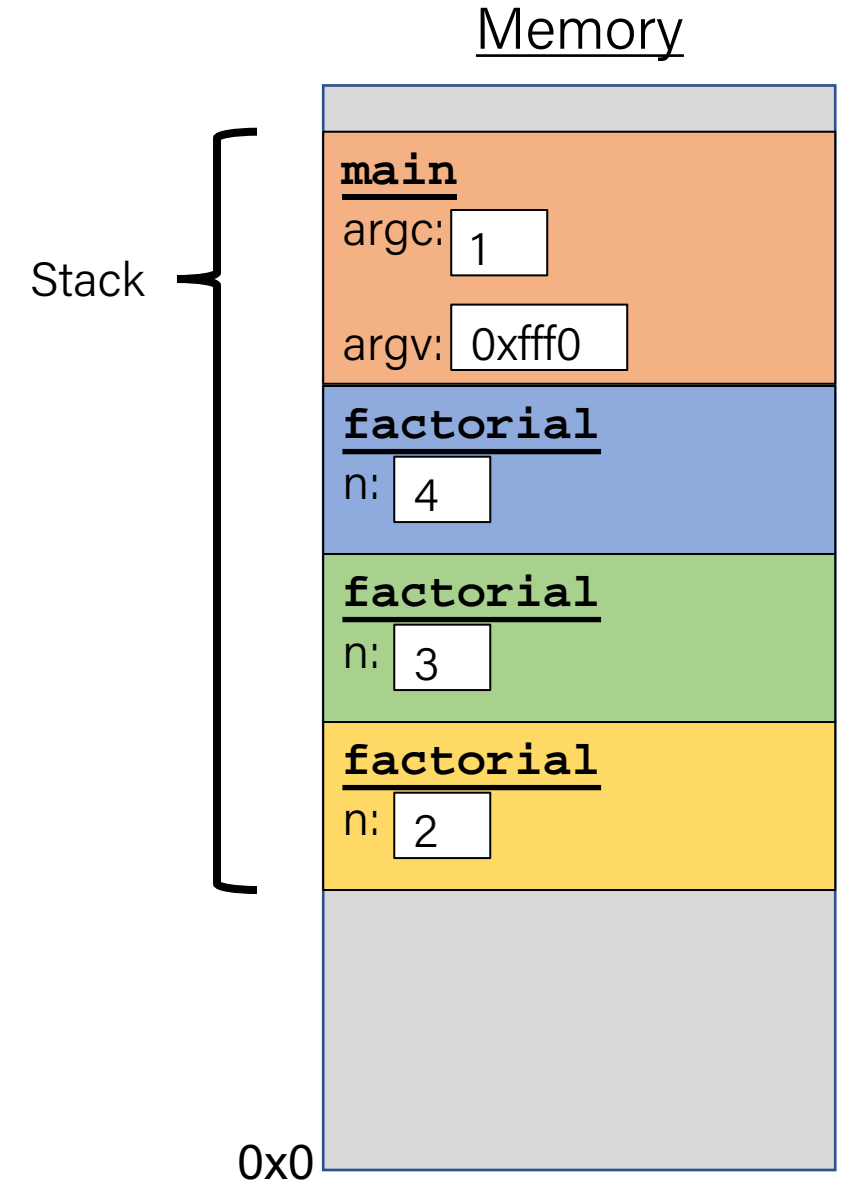 Memory
main
argc: 1
Stack
argv: 0xfff0
factorial
n: 4
factorial
n: 3
factorial
n: 2
0x0